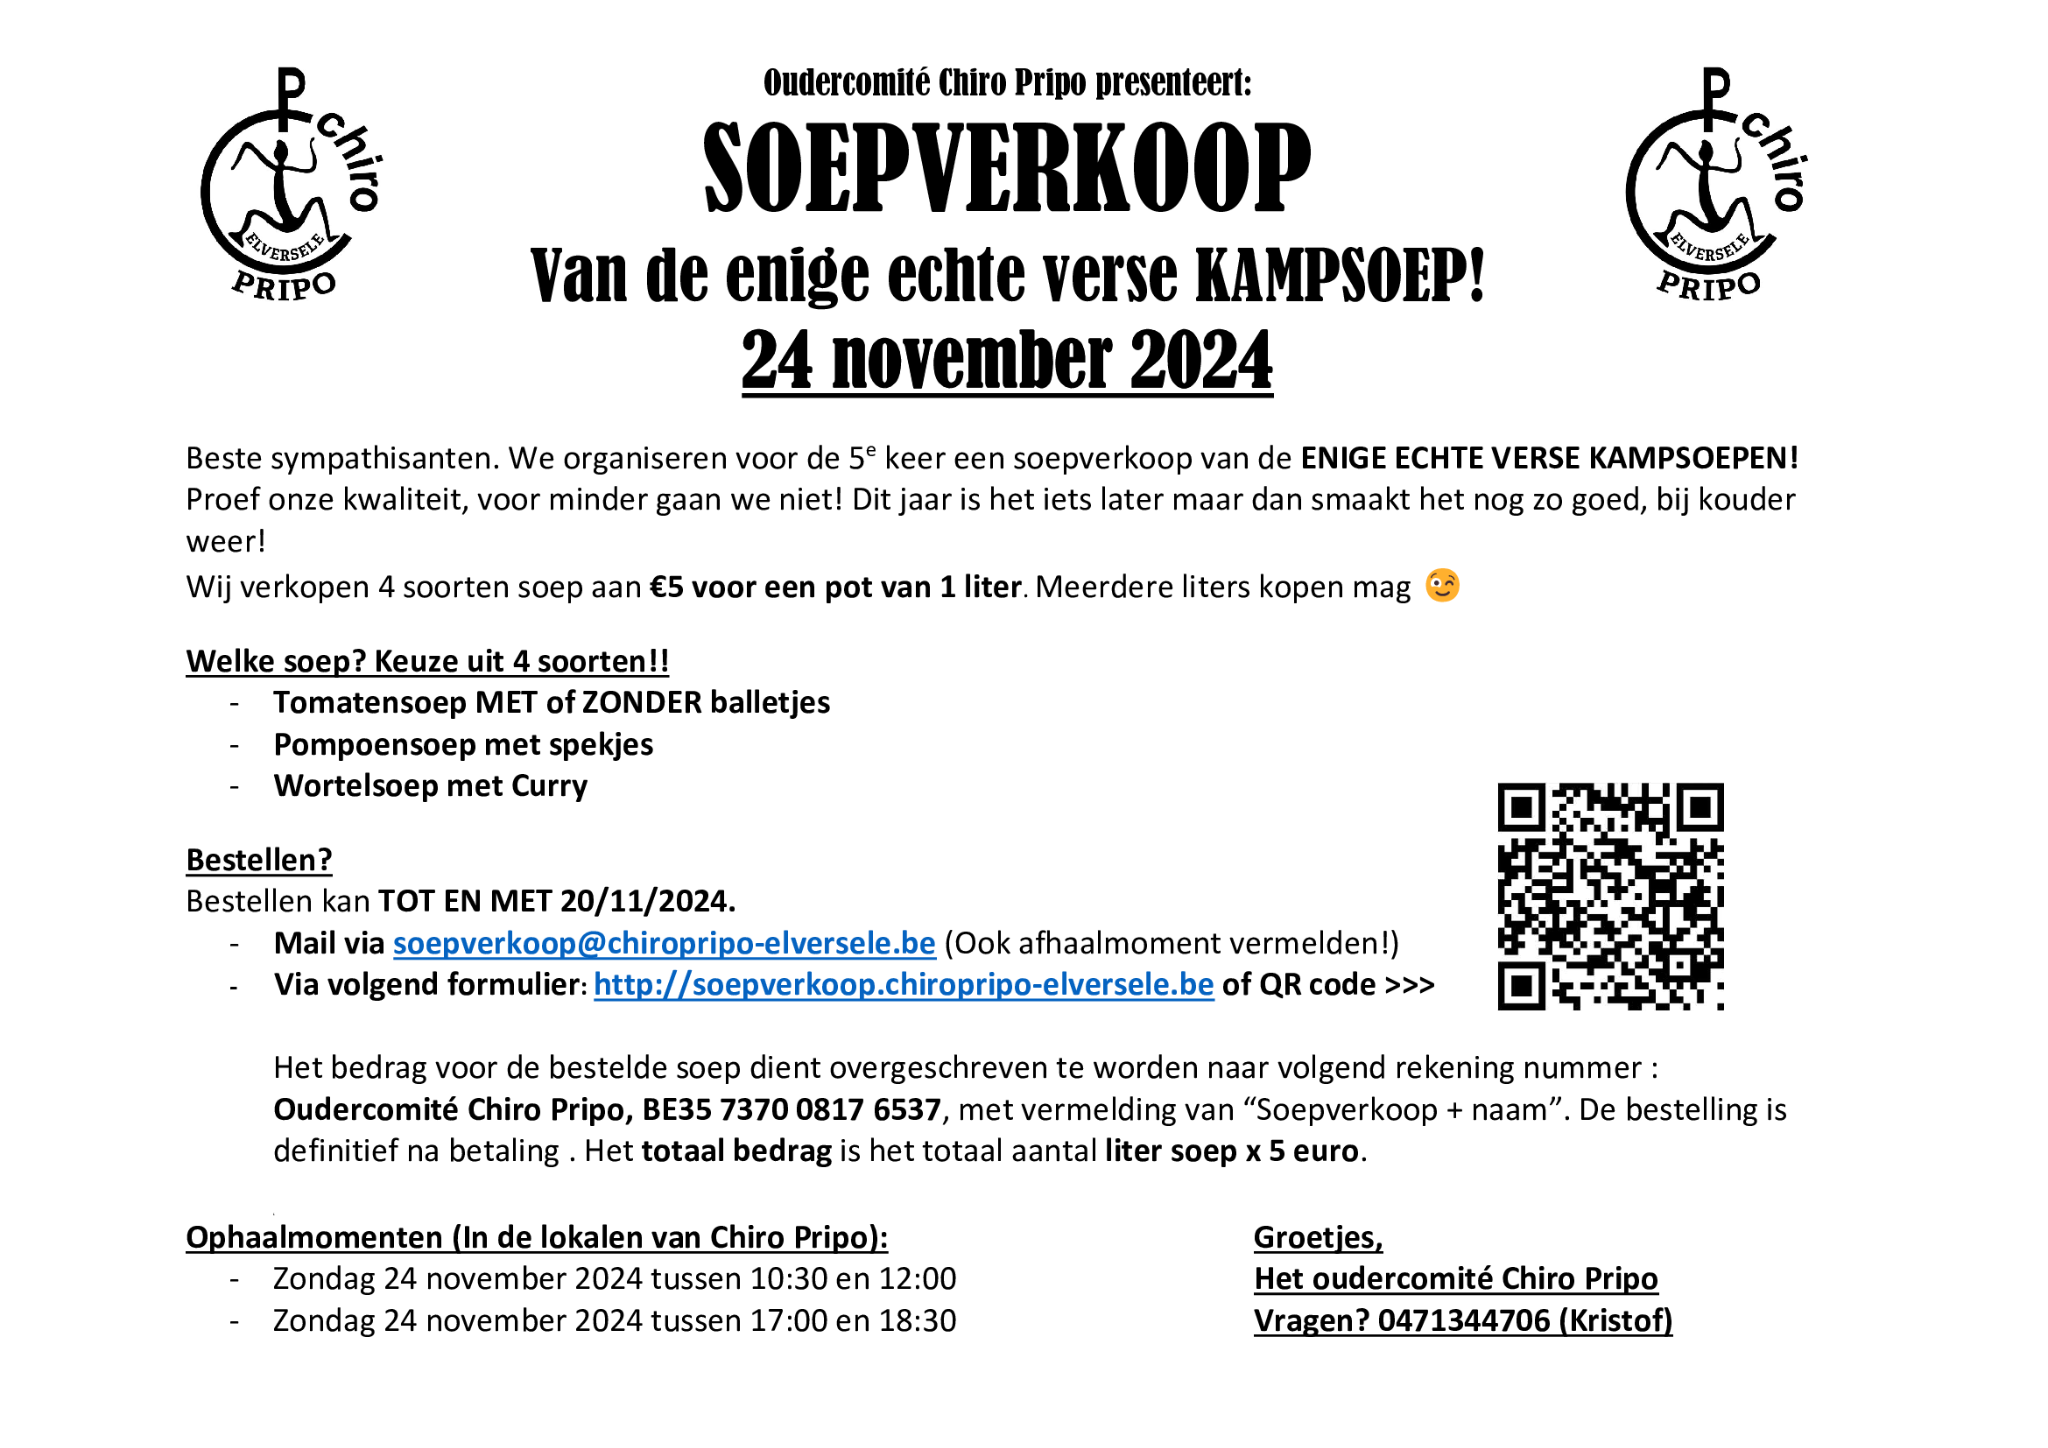 P chiro
ELVERSELE
PRIPO
Oudercomité Chiro Pripo presenteert:
SOEPVERKOOP
Van de enige echte verse KAMPSOEP!
24 november 2024
P chiro
ELVERSELE
PRIPO
Beste sympathisanten. We organiseren voor de 5e keer een soepverkoop van de ENIGE ECHTE VERSE KAMPSOEPEN!
Proef onze kwaliteit, voor minder gaan we niet! Dit jaar is het iets later maar dan smaakt het nog zo goed, bij kouder
weer!
Wij verkopen 4 soorten soep aan €5 voor een pot van 1 liter. Meerdere liters kopen mag 😉
Welke soep? Keuze uit 4 soorten!!
- Tomatensoep MET of ZONDER balletjes
- Pompoensoep met spekjes
- Wortelsoep met Curry
Bestellen?
Bestellen kan TOT EN MET 20/11/2024.
- Mail via soepverkoop@chiropripo-elversele.be (Ook afhaalmoment vermelden!)
- Via volgend formulier: http://soepverkoop.chiropripo-elversele.be of QR code >>>
Het bedrag voor de bestelde soep dient overgeschreven te worden naar volgend rekening nummer :
Oudercomité Chiro Pripo, BE35 7370 0817 6537, met vermelding van “Soepverkoop + naam”. De bestelling is
definitief na betaling . Het totaal bedrag is het totaal aantal liter soep x 5 euro.
Ophaalmomenten (In de lokalen van Chiro Pripo):
- Zondag 24 november 2024 tussen 10:30 en 12:00
- Zondag 24 november 2024 tussen 17:00 en 18:30
Groetjes,
Het oudercomité Chiro Pripo
Vragen? 0471344706 (Kristof)